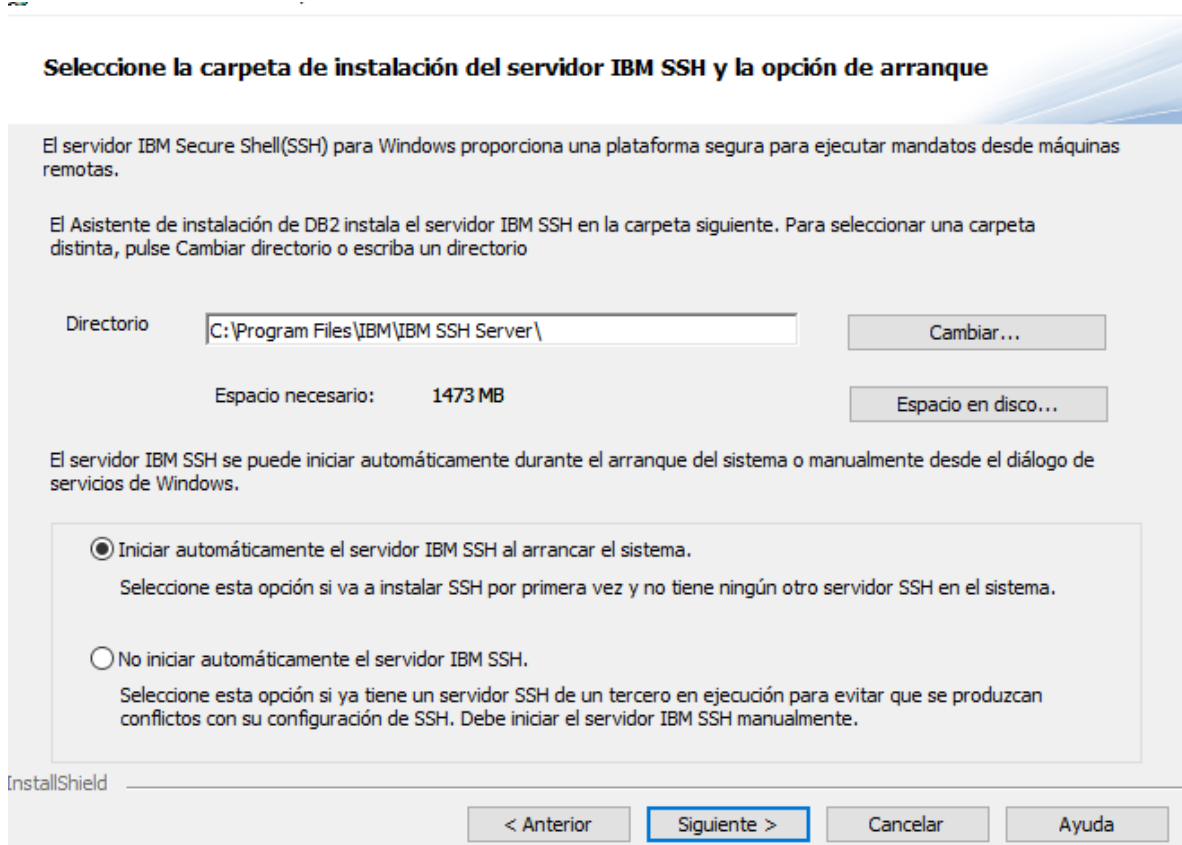 Seleccione la carpeta de instalación del servidor IBM SSH y la opción de arranque
El servidor IBM Secure Shell(SSH) para Windows proporciona una plataforma segura para ejecutar mandatos desde máquinas
remotas.
El Asistente de instalación de DB2 instala el servidor IBM SSH en la carpeta siguiente. Para seleccionar una carpeta
distinta, pulse Cambiar directorio o escriba un directorio
Directorio
C:\Program Files\IBM\IBM SSH Server\
Cambiar...
Espacio necesario: 1473 MB
Espacio en disco...
El servidor IBM SSH se puede iniciar automáticamente durante el arranque del sistema o manualmente desde el diálogo de
servicios de Windows.
Iniciar automáticamente el servidor IBM SSH al arrancar el sistema.
Seleccione esta opción si va a instalar SSH por primera vez y no tiene ningún otro servidor SSH en el sistema.
No iniciar automáticamente el servidor IBM SSH.
Seleccione esta opción si ya tiene un servidor SSH de un tercero en ejecución para evitar que se produzcan
conflictos con su configuración de SSH. Debe iniciar el servidor IBM SSH manualmente.
InstallShield
< Anterior
Siguiente >
Cancelar
Ayuda